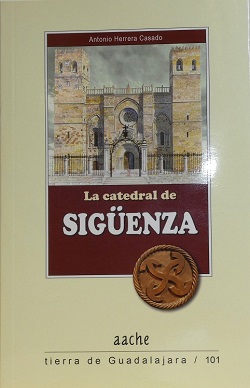 Antonio Herrera Casado
La catedral de
SIGÜENZA
aache
tierra de Guadalajara / 101